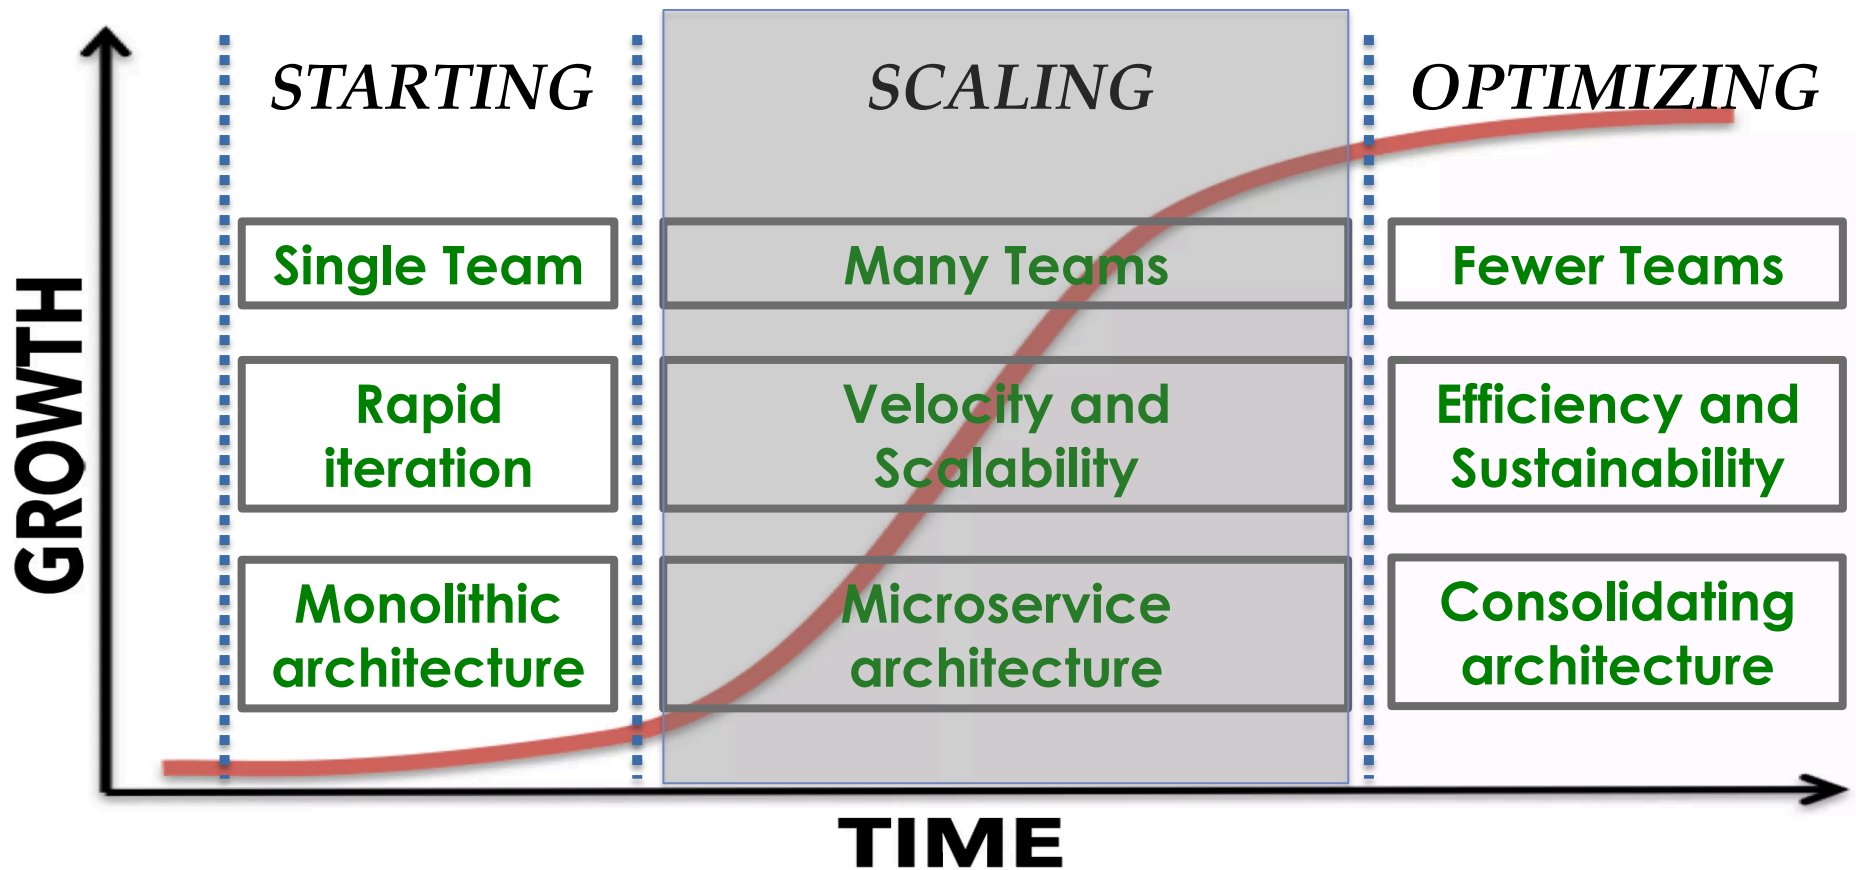 STARTING
SCALING
OPTIMIZING
Single Team
Many Teams
Fewer Teams
Rapid
iteration
Velocity and
Scalability
Efficiency and
Sustainability
Monolithic
architecture
Microservice
architecture
Consolidating
architecture
GROWTH
TIME